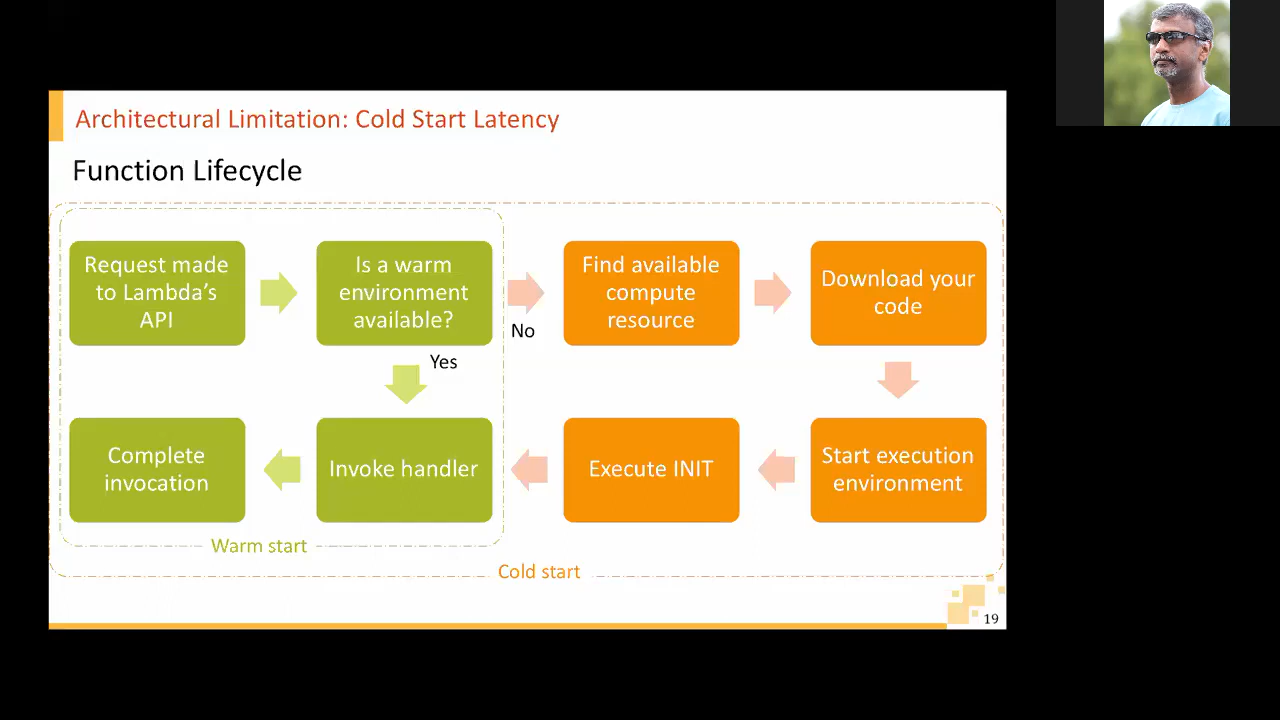 Architectural Limitation: Cold Start Latency
Function Lifecycle
Request made
to Lambda’s
API
Is a warm
environment
available?
No
Find available
compute
resource
Download your
code
Yes
Complete
invocation
Invoke handler
Execute INIT
Start execution
environment
Warm start
Cold start
19